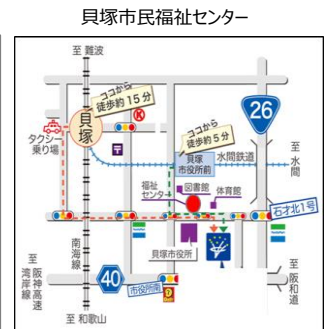 貝塚市民福祉センター
至 難波
ココから
徒歩約15分
貝塚
K
タクシー
乗り場
26
ココから
徒歩約5分
貝塚
市役所前
水間鉄道
至 水間
図書館
福祉
センター
体育館
石才北1号
南海線
貝塚市役所
至 阪神高速
湾岸線
40
市役所南
至 阪和道
至 和歌山